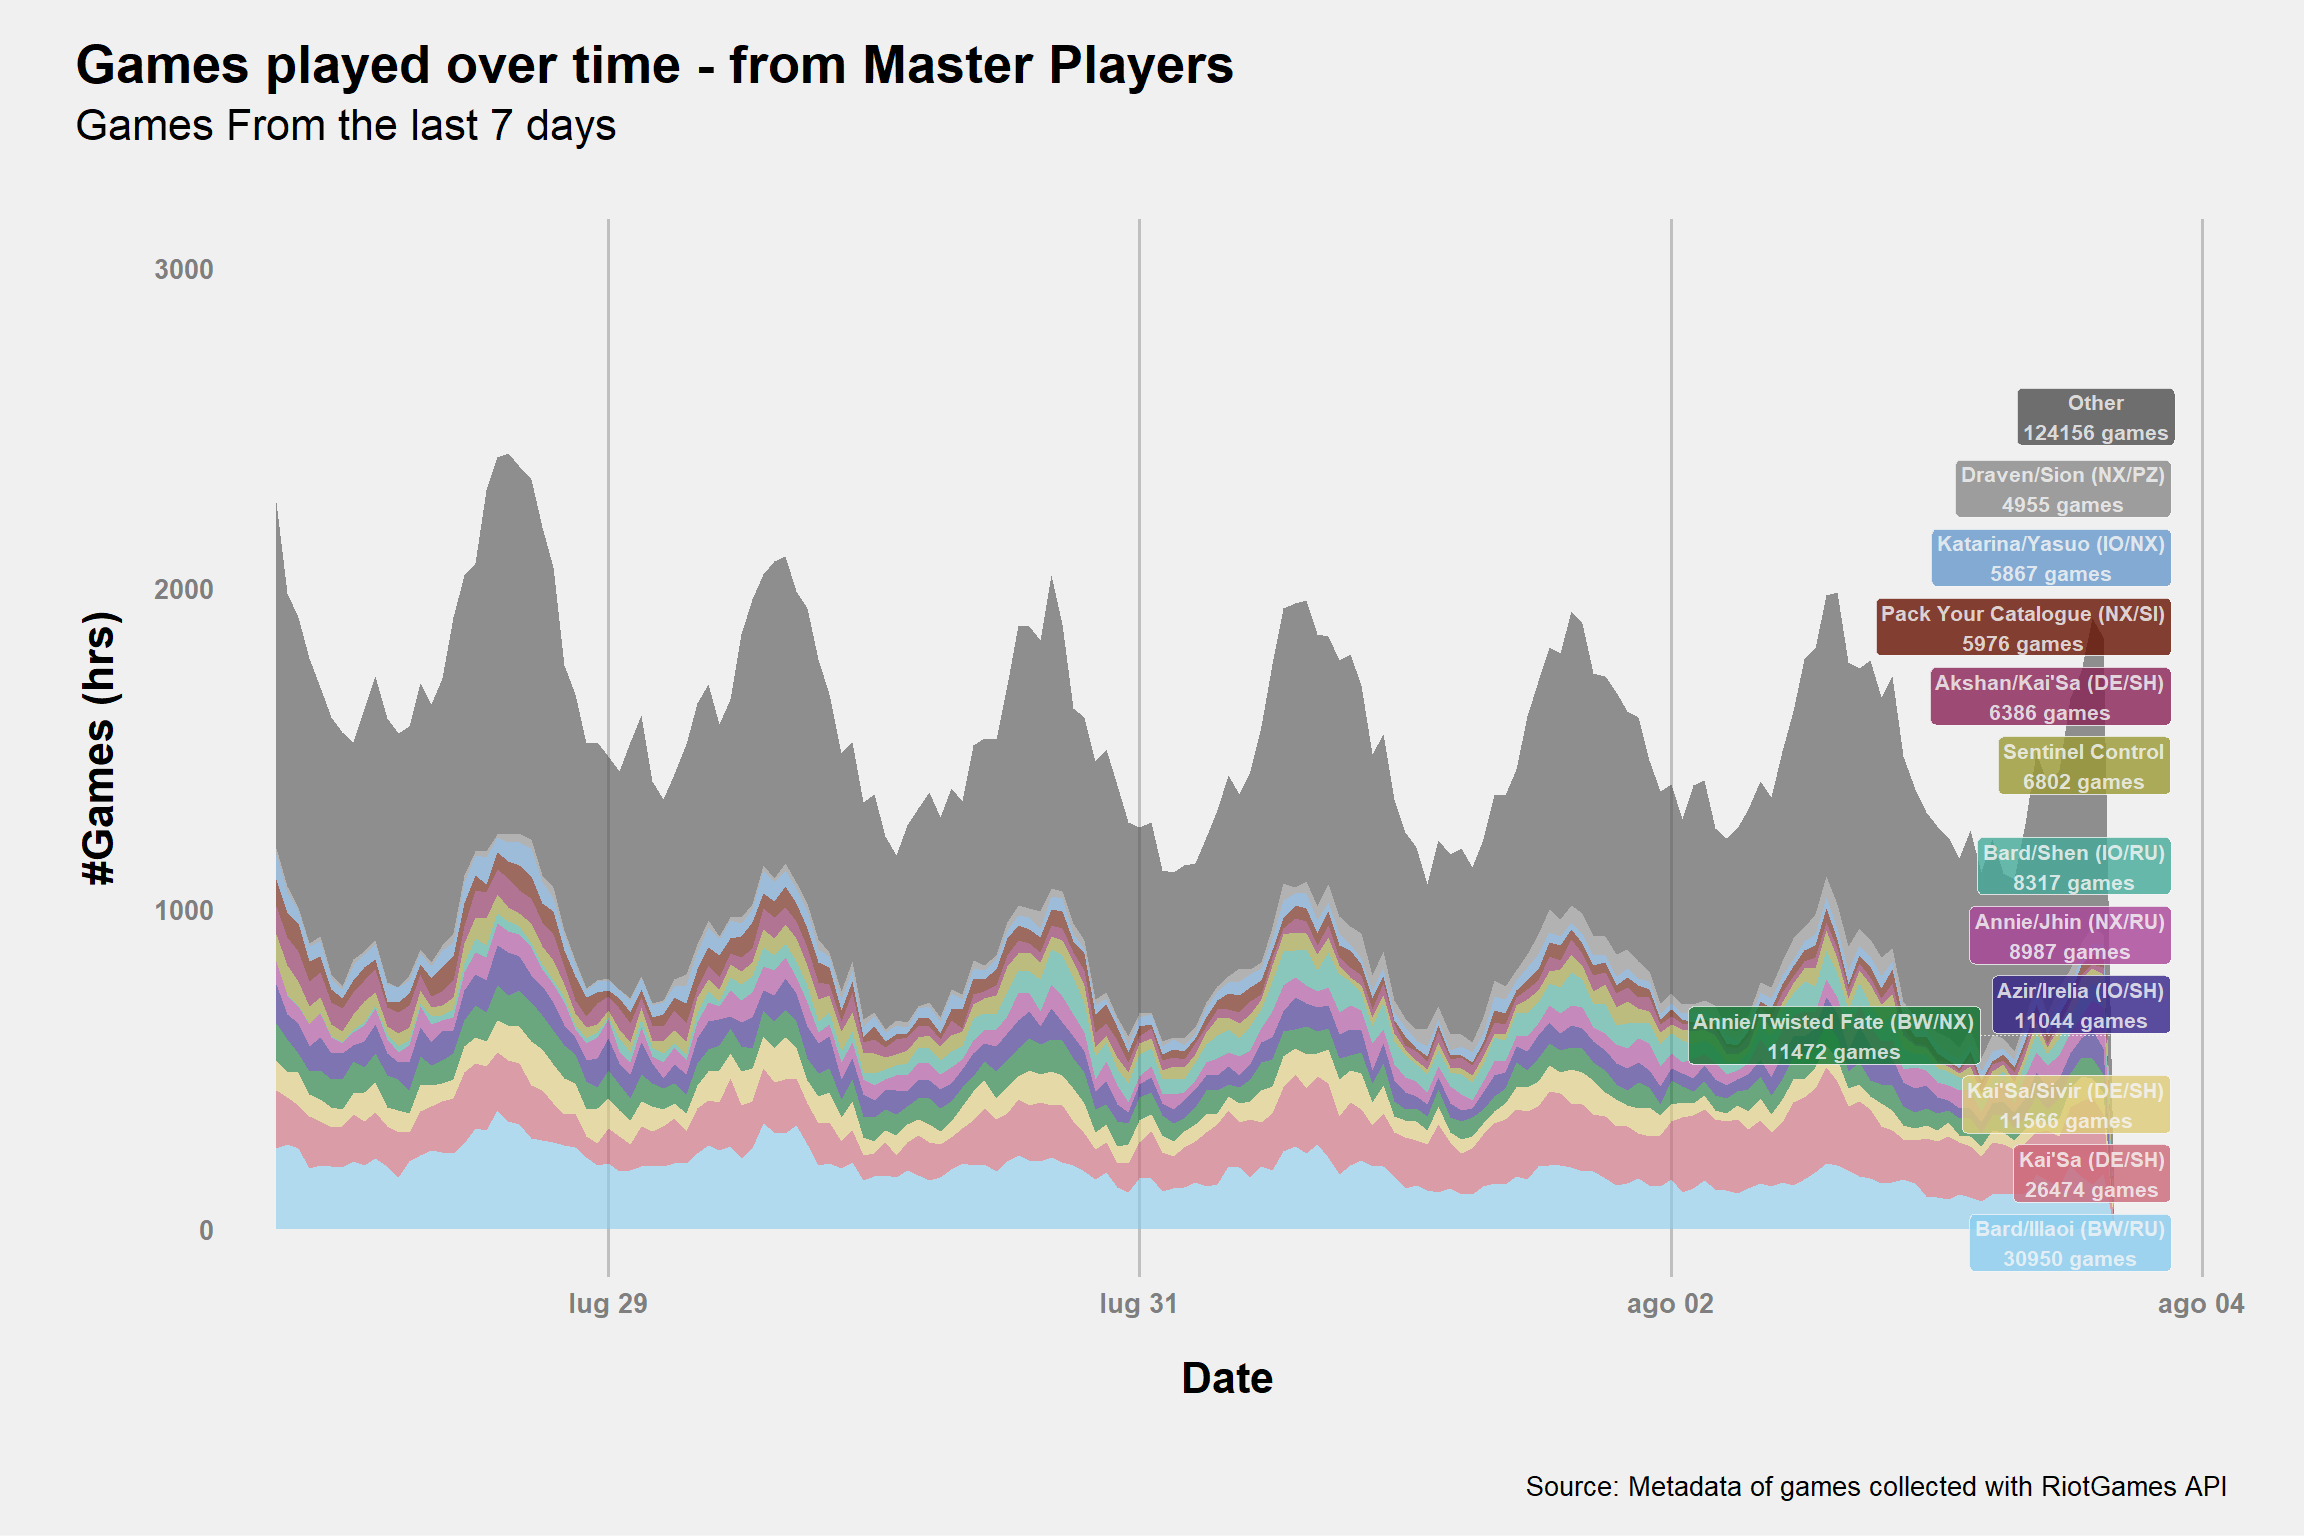 Games played over time - from Master Players
Games From the last 7 days
3000
2000
1000
0
#Games (hrs)
Other
124156 games
Draven/Sion (NX/PZ)
4955 games
Katarina/Yasuo (IO/NX)
5867 games
Pack Your Catalogue (NX/SI)
5976 games
Akshan/Kai'Sa (DE/SH)
6386 games
Sentinel Control
6802 games
Bard/Shen (IO/RU)
8317 games
Annie/Jhin (NX/RU)
8987 games
Azir/Irelia (IO/SH)
11044 games
Annie/Twisted Fate (BW/NX)
11472 games
Kai'Sa/Sivir (DE/SH)
11566 games
Kai'Sa (DE/SH)
26474 games
Bard/Illaoi (BW/RU)
30950 games
lug 29
lug 31
ago 02
ago 04
Date
Source: Metadata of games collected with RiotGames API